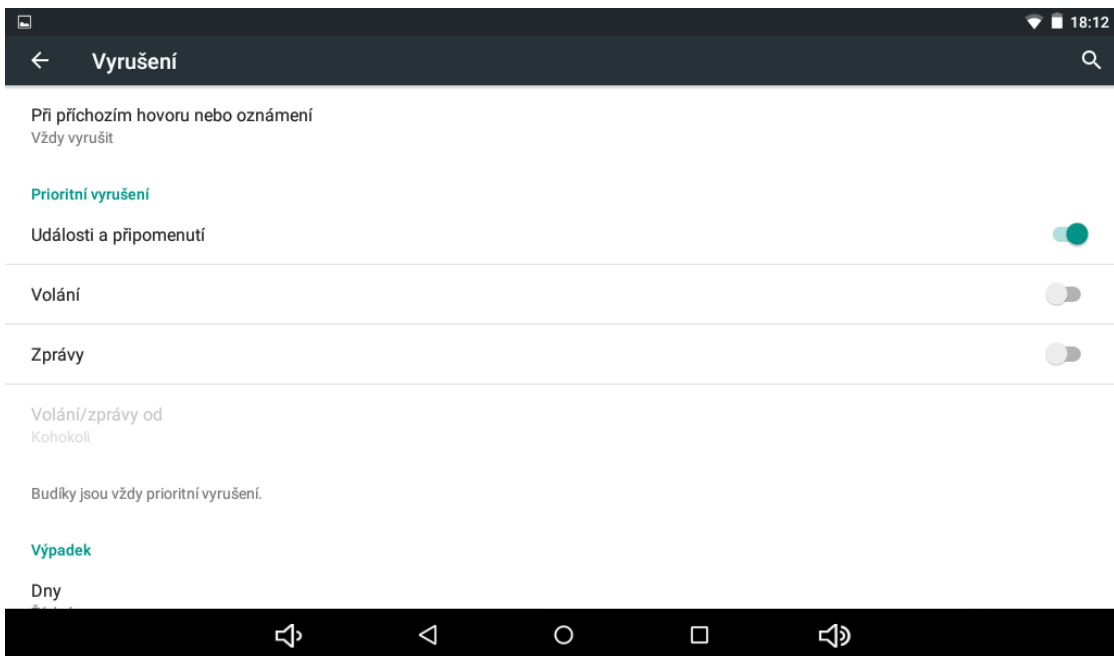 18:12
Vyrušení
Při příchozím hovoru nebo oznámení
Vždy vyrušit
Prioritní vyrušení
Události a připomenutí
Volání
Zprávy
Volání/zprávy od
Kohokoli
Budíky jsou vždy prioritní vyrušení.
Výpadek
Dny